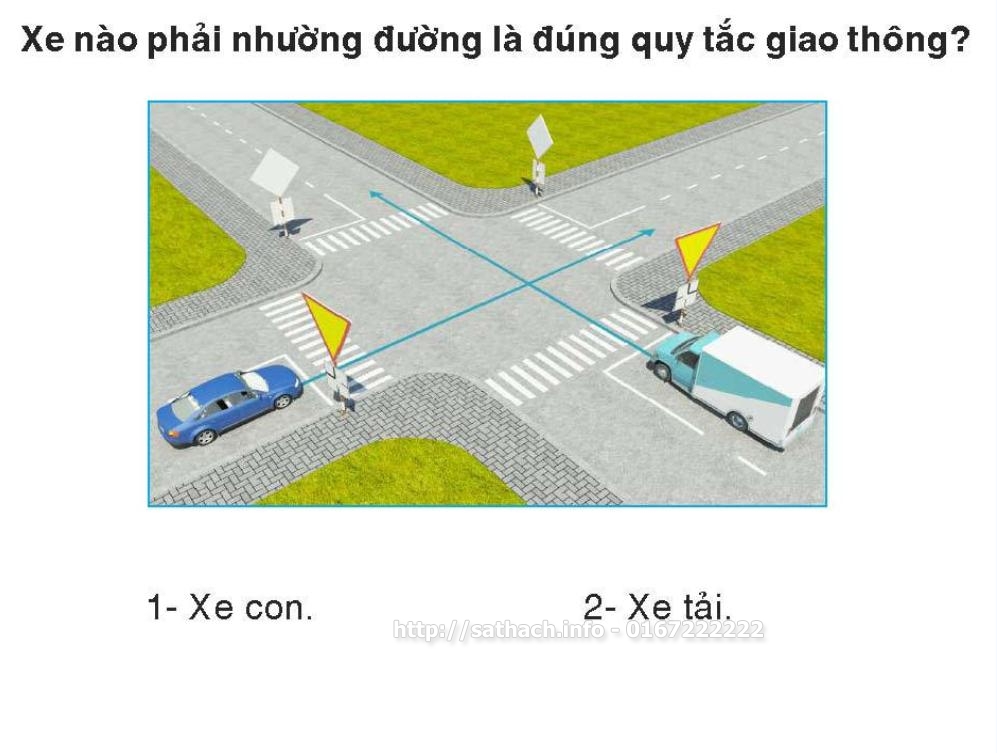 Xe nào phải nhường đường là đúng quy tắc giao thông?
1- Xe con. 2- Xe tải.
http://sathach.info - 0167222222